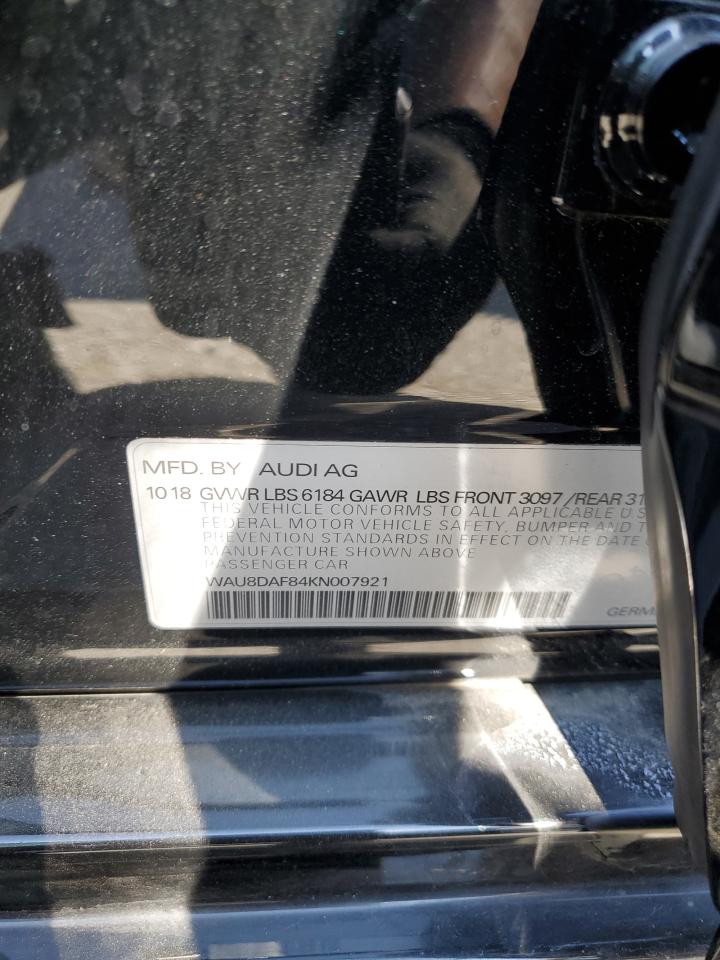 MFD. BY AUDI AG
10 18 GVWR LBS 6184 GAWR LBS FRONT 3097 /REAR 31
THIS VEHICLE CONFORMS TO ALL APPLICABLE U.S
FEDERAL MOTOR VEHICLE SAFETY, BUMPER AND T
PREVENTION STANDARDS IN EFFECT ON THE DATE O
MANUFACTURE SHOWN ABOVE
PASSENGER CAR
WAU8DAF84KN007921
GERM